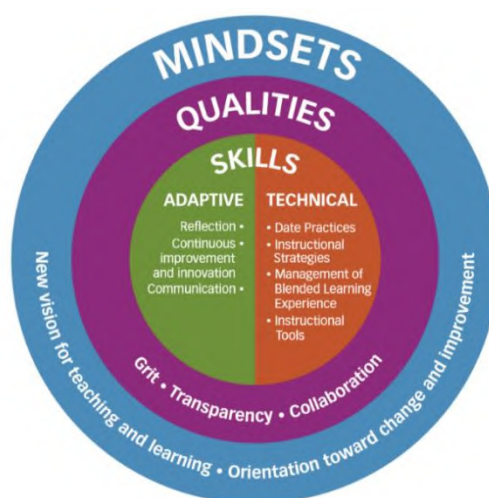 MINDSETS
QUALITIES
SKILLS
ADAPTIVE
Reflection •
Continuous •
improvement
and innovation
Communication •
TECHNICAL
• Date Practices
• Instructional
Strategies
• Management of
Blended Learning
Experience
• Instructional
Tools
Grit • Transparency • Collaboration
New vision for teaching and learning • Orientation toward change and improvement